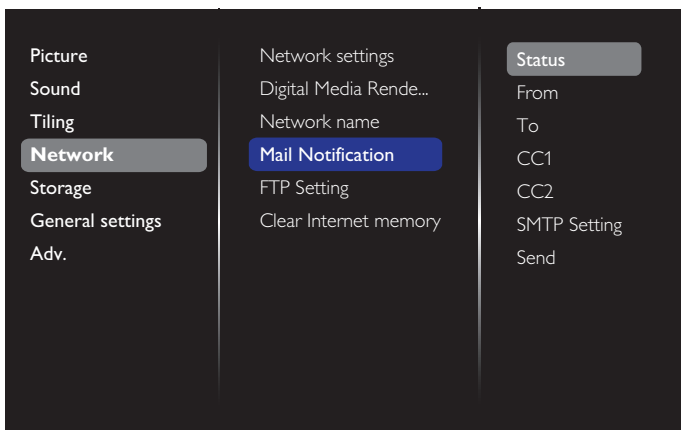 Picture
Sound
Tiling
Network
Storage
General settings
Adv.
Network settings
Digital Media Rende...
Network name
Mail Notification
FTP Setting
Clear Internet memory
Status
From
To
CC1
CC2
SMTP Setting
Send